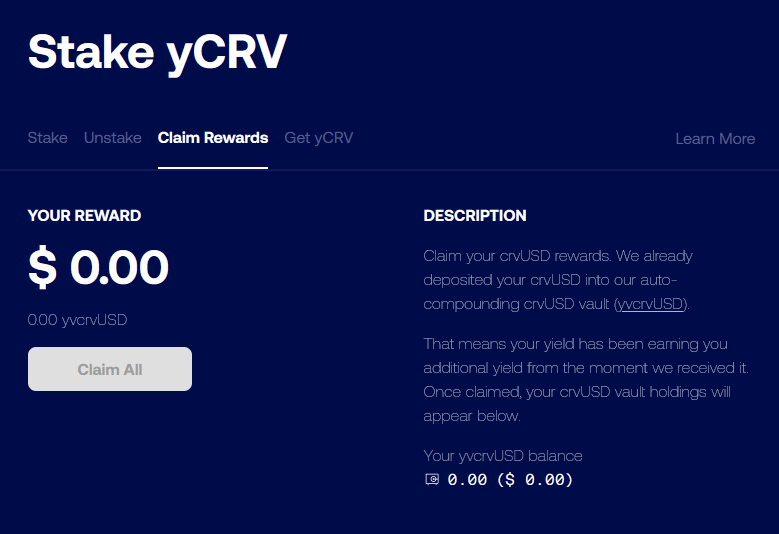 Stake yCRV
Stake Unstake Claim Rewards Get yCRV Learn More
YOUR REWARD
$ 0.00
0.00 yvcrvUSD
Claim All
DESCRIPTION
Claim your crvUSD rewards. We already
deposited your crvUSD into our auto-
compounding crvUSD vault (yvcrvUSD).
That means your yield has been earning you
additional yield from the moment we received it.
Once claimed, your crvUSD vault holdings will
appear below.
Your yvcrvUSD balance
0.00 ($ 0.00)